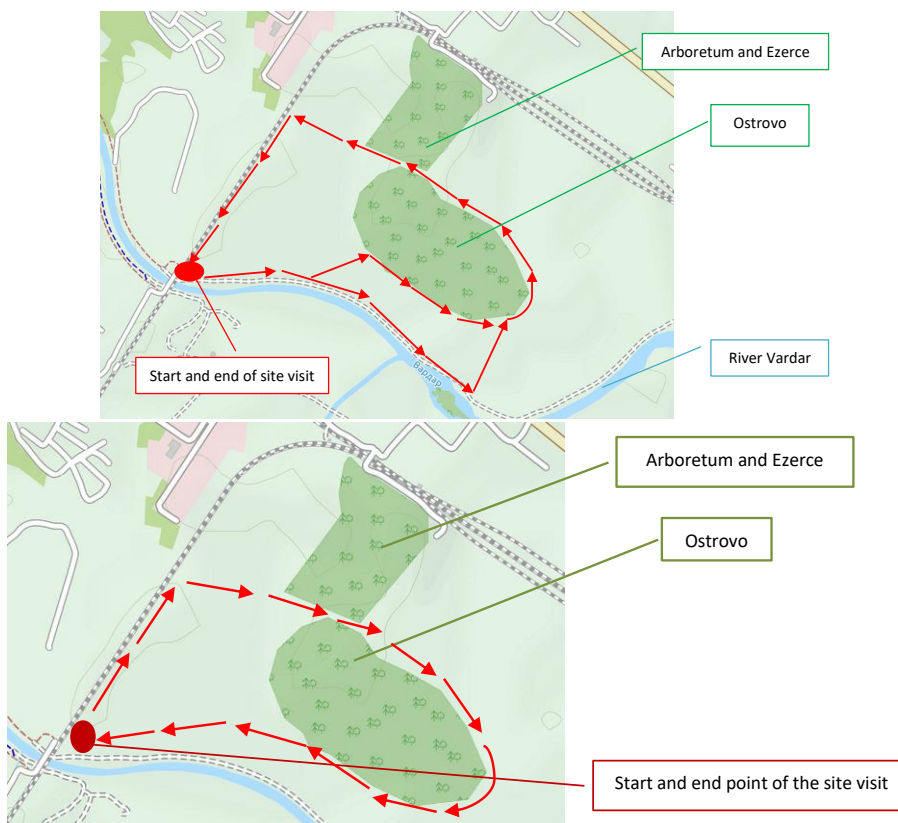 Arboretum and Ezerce
Ostrovo
River Vardar
Start and end of site visit
Вардар
Arboretum and Ezerce
Ostrovo
Start and end point of the site visit